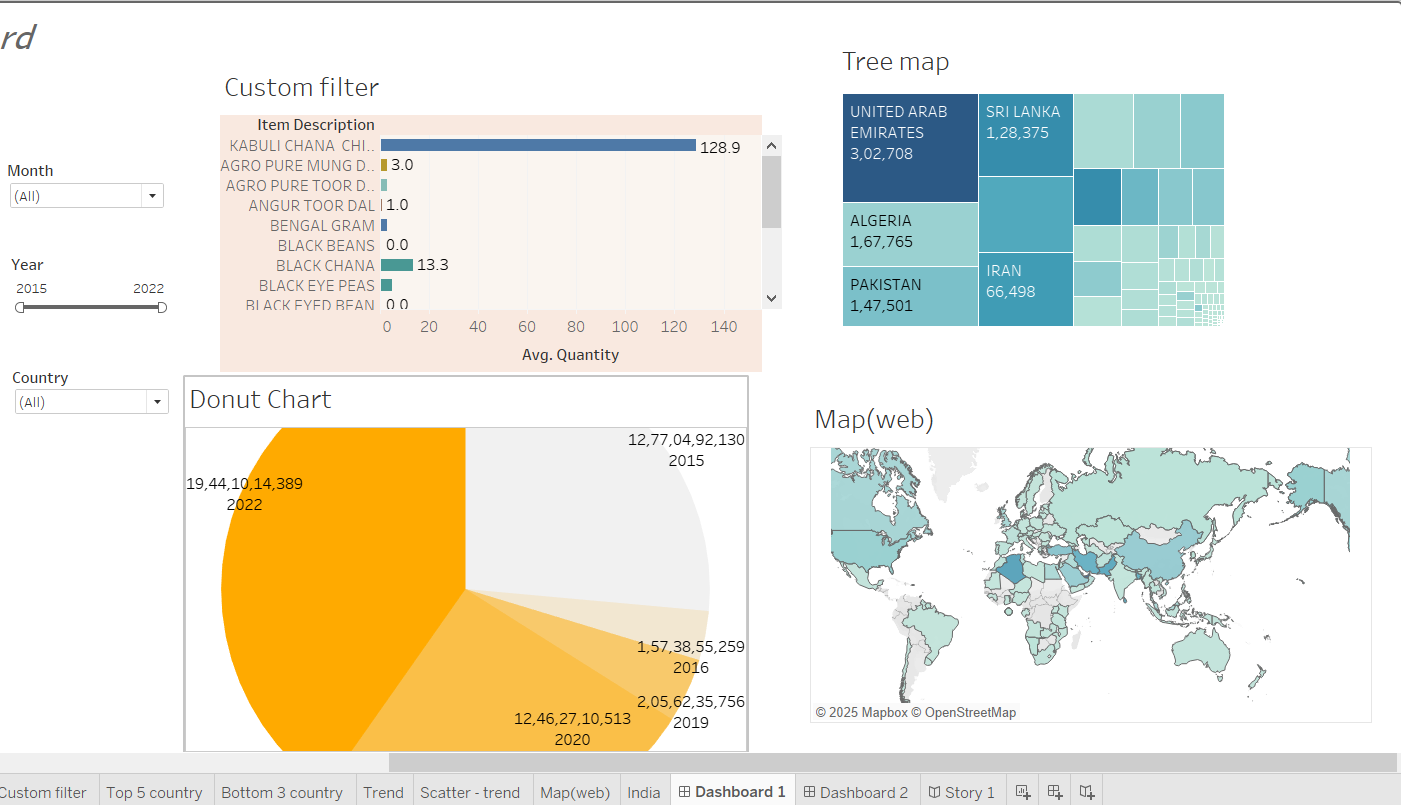 rd
Custom filter
Item Description
KABULI CHANA CHI..
128.9
AGRO PURE MUNG D..
3.0
AGRO PURE TOOR D..
ANGUR TOOR DAL
1.0
BENGAL GRAM
BLACK BEANS
0.0
BLACK CHANA
13.3
BLACK EYE PEAS
BLACK EYED BEAN
0.0
0 20 40 60 80 100 120 140
Avg. Quantity
Month
(All)
Year
2015 2022
Country
(All)
Tree map
UNITED ARAB
EMIRATES
3,02,708
SRI LANKA
1,28,375
ALGERIA
1,67,765
PAKISTAN
1,47,501
IRAN
66,498
Donut Chart
12,77,04,92,130
2015
19,44,10,14,389
2022
1,57,38,55,259
2016
2,05,62,35,756
2019
12,46,27,10,513
2020
Map(web)
© 2025 Mapbox © OpenStreetMap
Custom filter
Top 5 country
Bottom 3 country
Trend
Scatter - trend
Map(web)
India
Dashboard 1
Dashboard 2
Story 1